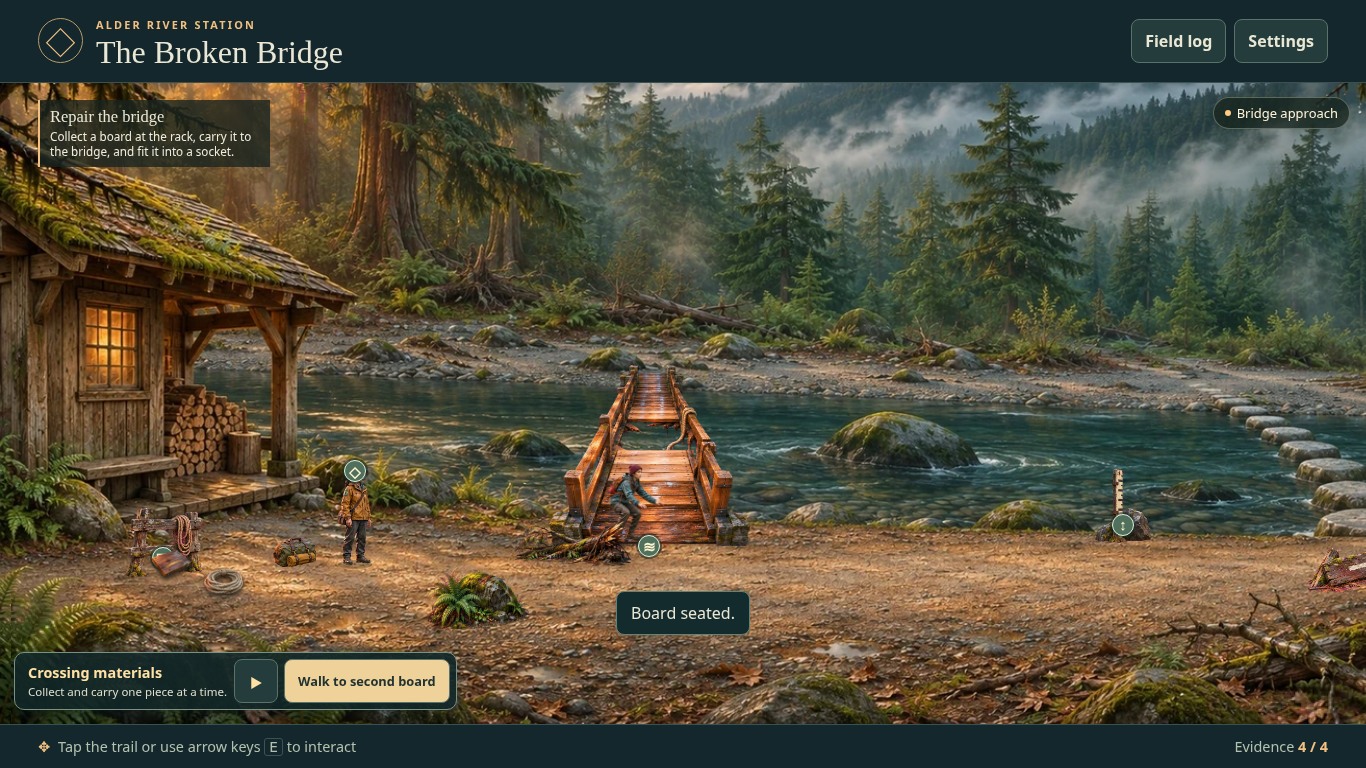 ALDER RIVER STATION
The Broken Bridge
Field log
Settings
Repair the bridge
Collect a board at the rack, carry it to
the bridge, and fit it into a socket.
Bridge approach
Board seated.
Crossing materials
Collect and carry one piece at a time.
Walk to second board
Tap the trail or use arrow keys E to interact
Evidence 4 / 4